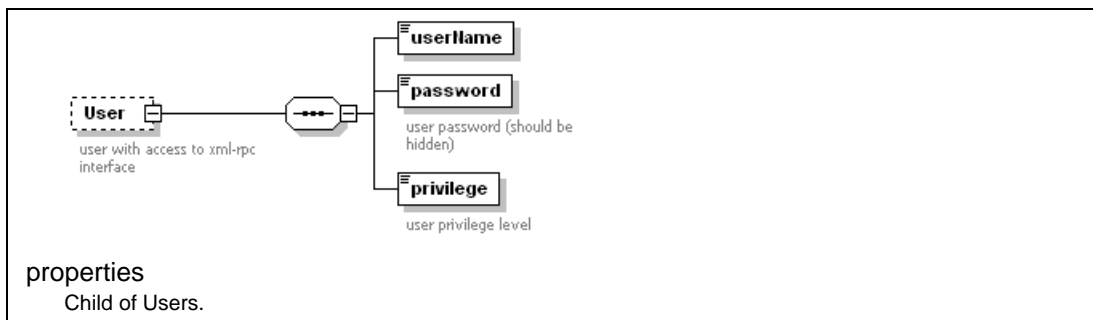 userName
password
User
user password (should be
hidden)
user with access to xml-rpc
interface
privilege
user privilege level
properties
Child of Users.